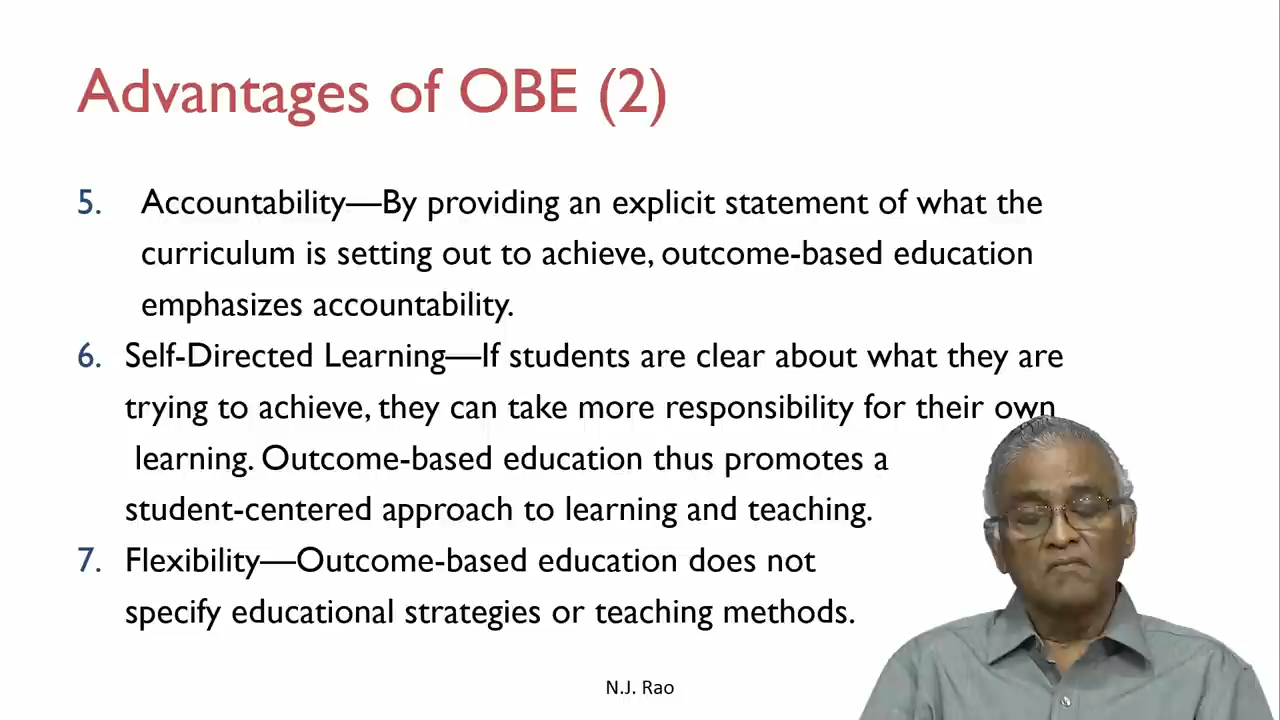 Advantages of OBE (2)
5. Accountability—By providing an explicit statement of what the
curriculum is setting out to achieve, outcome-based education
emphasizes accountability.
6. Self-Directed Learning—If students are clear about what they are
trying to achieve, they can take more responsibility for their own
learning. Outcome-based education thus promotes a
student-centered approach to learning and teaching.
7. Flexibility—Outcome-based education does not
specify educational strategies or teaching methods.
N.J. Rao